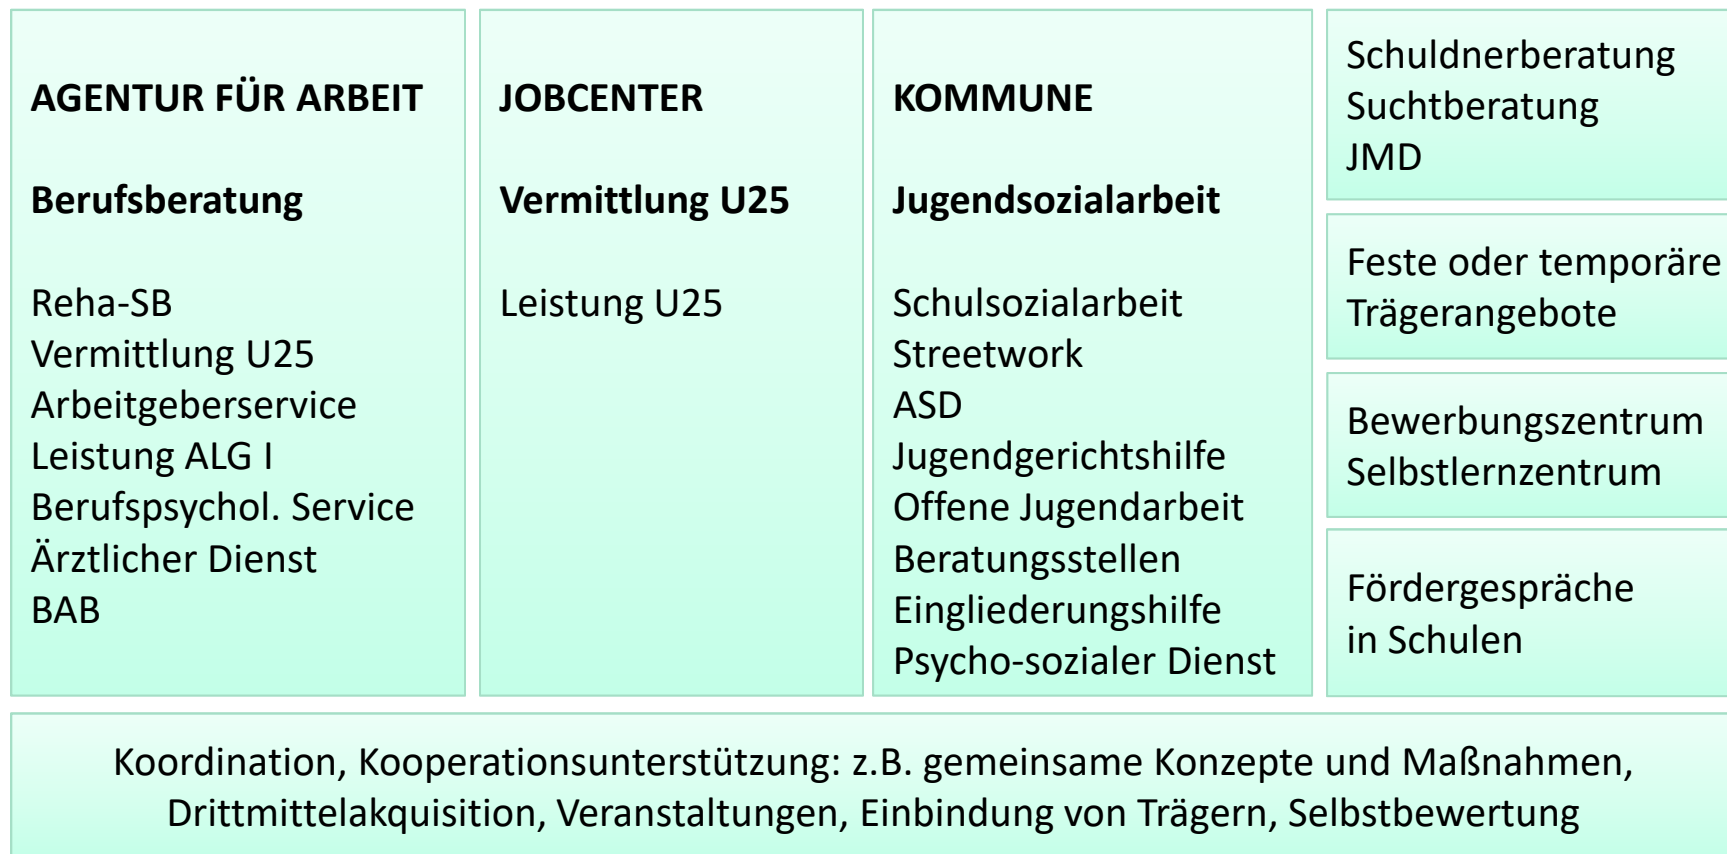 AGENTUR FÜR ARBEIT
Berufsberatung
Reha-SB
Vermittlung U25
Arbeitgeberservice
Leistung ALG I
Berufspsychol. Service
Ärztlicher Dienst
BAB
JOBCENTER
Vermittlung U25
Leistung U25
KOMMUNE
Jugendsozialarbeit
Schulsozialarbeit
Streetwork
ASD
Jugendgerichtshilfe
Offene Jugendarbeit
Beratungsstellen
Eingliederungshilfe
Psycho-sozialer Dienst
Schuldnerberatung
Suchtberatung
JMD
Feste oder temporäre
Trägerangebote
Bewerbungszentrum
Selbstlernzentrum
Fördergespräche
in Schulen
Koordination, Kooperationsunterstützung: z.B. gemeinsame Konzepte und Maßnahmen,
Drittmittelakquisition, Veranstaltungen, Einbindung von Trägern, Selbstbewertung